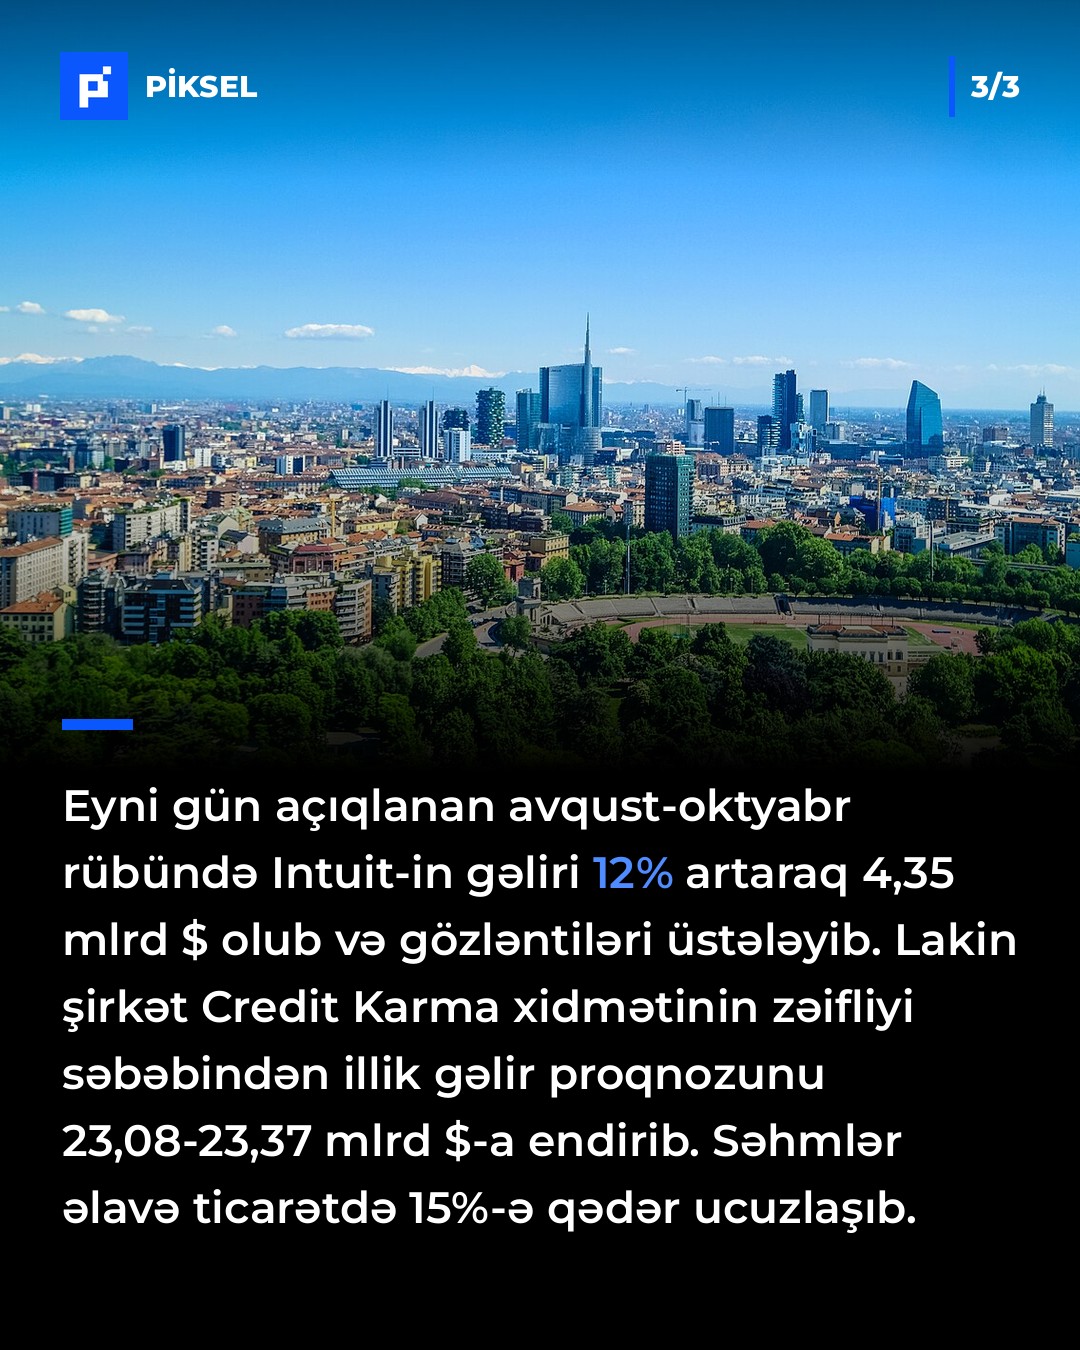 PİKSEL
3/3
Eyni gün açıqlanan avqust-oktyabr
rübündə Intuit-in gəliri 12% artaraq 4,35
mlrd $ olub və gözləntiləri üstələyib. Lakin
şirkət Credit Karma xidmətinin zəifliyi
səbəbindən illik gəlir proqnozunu
23,08-23,37 mlrd $-a endirib. Səhmlər
əlavə ticarətdə 15%-ə qədər ucuzlaşıb.